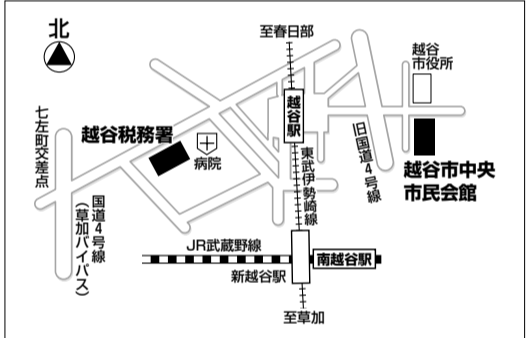 北
至春日部
越谷
市役所
越谷駅
七左町交差点
越谷税務署
病院
東武伊勢崎線
旧国道4号線
越谷市中央
市民会館
国道4号線
(草加バイパス)
JR武蔵野線
新越谷駅
南越谷駅
至草加